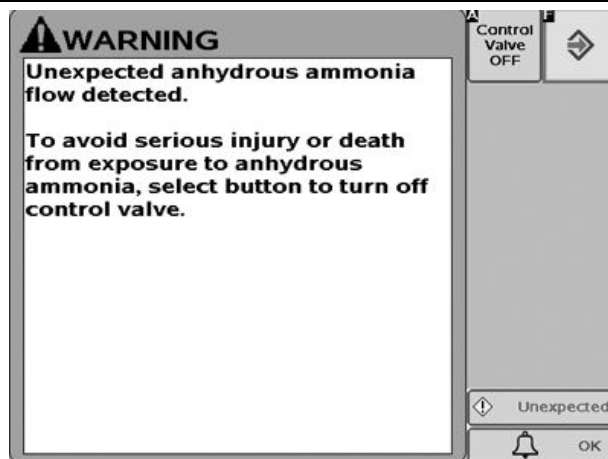 WARNING
Unexpected anhydrous ammonia
flow detected.
To avoid serious injury or death
from exposure to anhydrous
ammonia, select button to turn off
control valve.
A
Control
Valve
OFF
F
Unexpected
OK